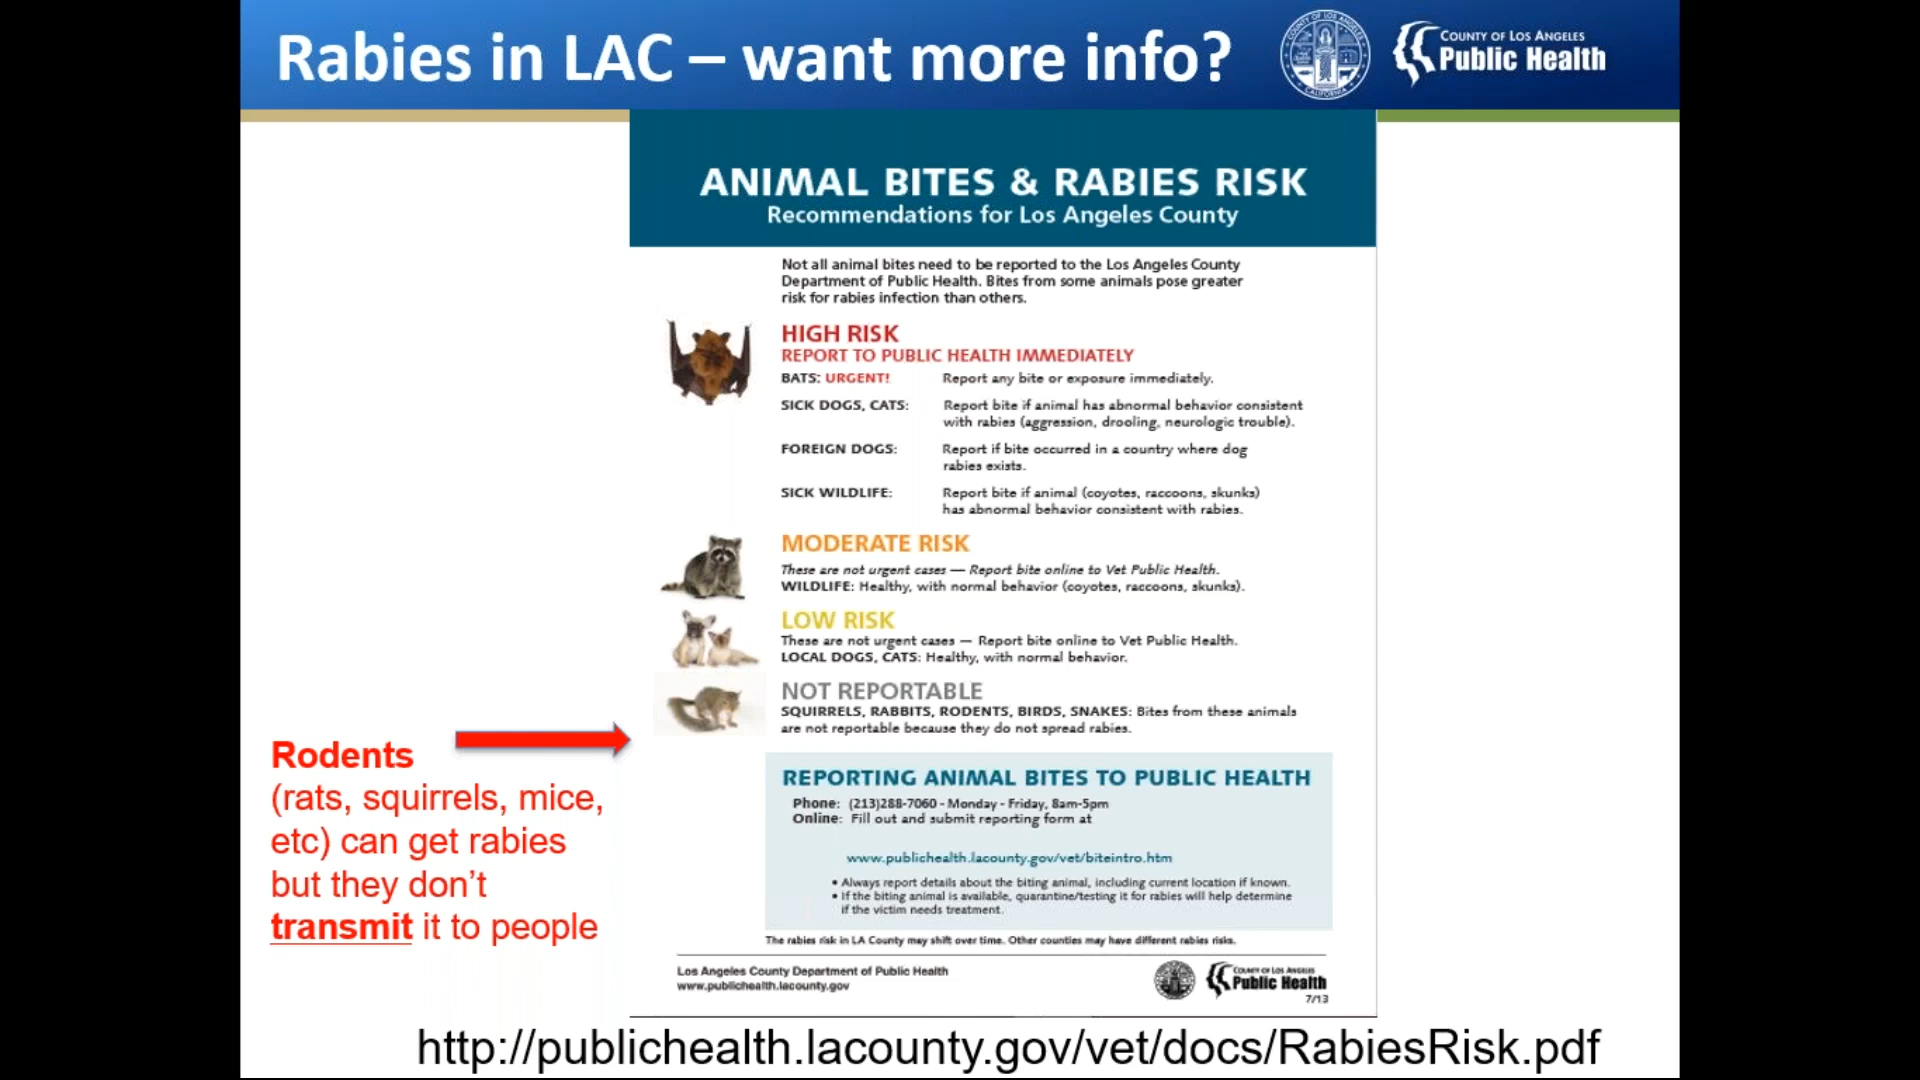 Rabies in LAC – want more info?
COUNTY OF LOS ANGELES
Public Health
ANIMAL BITES & RABIES RISK
Recommendations for Los Angeles County
Not all animal bites need to be reported to the Los Angeles County
Department of Public Health. Bites from some animals pose greater
risk for rabies infection than others.
HIGH RISK
REPORT TO PUBLIC HEALTH IMMEDIATELY
BATS: URGENT! Report any bite or exposure immediately.
SICK DOGS, CATS: Report bite if animal has abnormal behavior consistent
with rabies (aggression, drooling, neurologic trouble).
FOREIGN DOGS: Report if bite occurred in a country where dog
rabies exists.
SICK WILDLIFE: Report bite if animal (coyotes, raccoons, skunks)
has abnormal behavior consistent with rabies.
MODERATE RISK
These are not urgent cases — Report bite online to Vet Public Health.
WILDLIFE: Healthy, with normal behavior (coyotes, raccoons, skunks).
LOW RISK
These are not urgent cases — Report bite online to Vet Public Health.
LOCAL DOGS, CATS: Healthy, with normal behavior.
NOT REPORTABLE
SQUIRRELS, RABBITS, RODENTS, BIRDS, SNAKES: Bites from these animals
are not reportable because they do not spread rabies.
Rodents
(rats, squirrels, mice,
etc) can get rabies
but they don't
transmit it to people
REPORTING ANIMAL BITES TO PUBLIC HEALTH
Phone: (213)288-7060 - Monday - Friday, 8am-5pm
Online: Fill out and submit reporting form at
www.publichealth.lacounty.gov/vet/biteintro.htm
• Always report details about the biting animal, including current location if known.
• If the biting animal is available, quarantine/testing it for rabies will help determine
if the victim needs treatment.
The rabies risk in LA County may shift over time. Other counties may have different rabies risks.
Los Angeles County Department of Public Health
www.publichealth.lacounty.gov
COUNTY OF LOS ANGELES
Public Health
7/13
http://publichealth.lacounty.gov/vet/docs/RabiesRisk.pdf